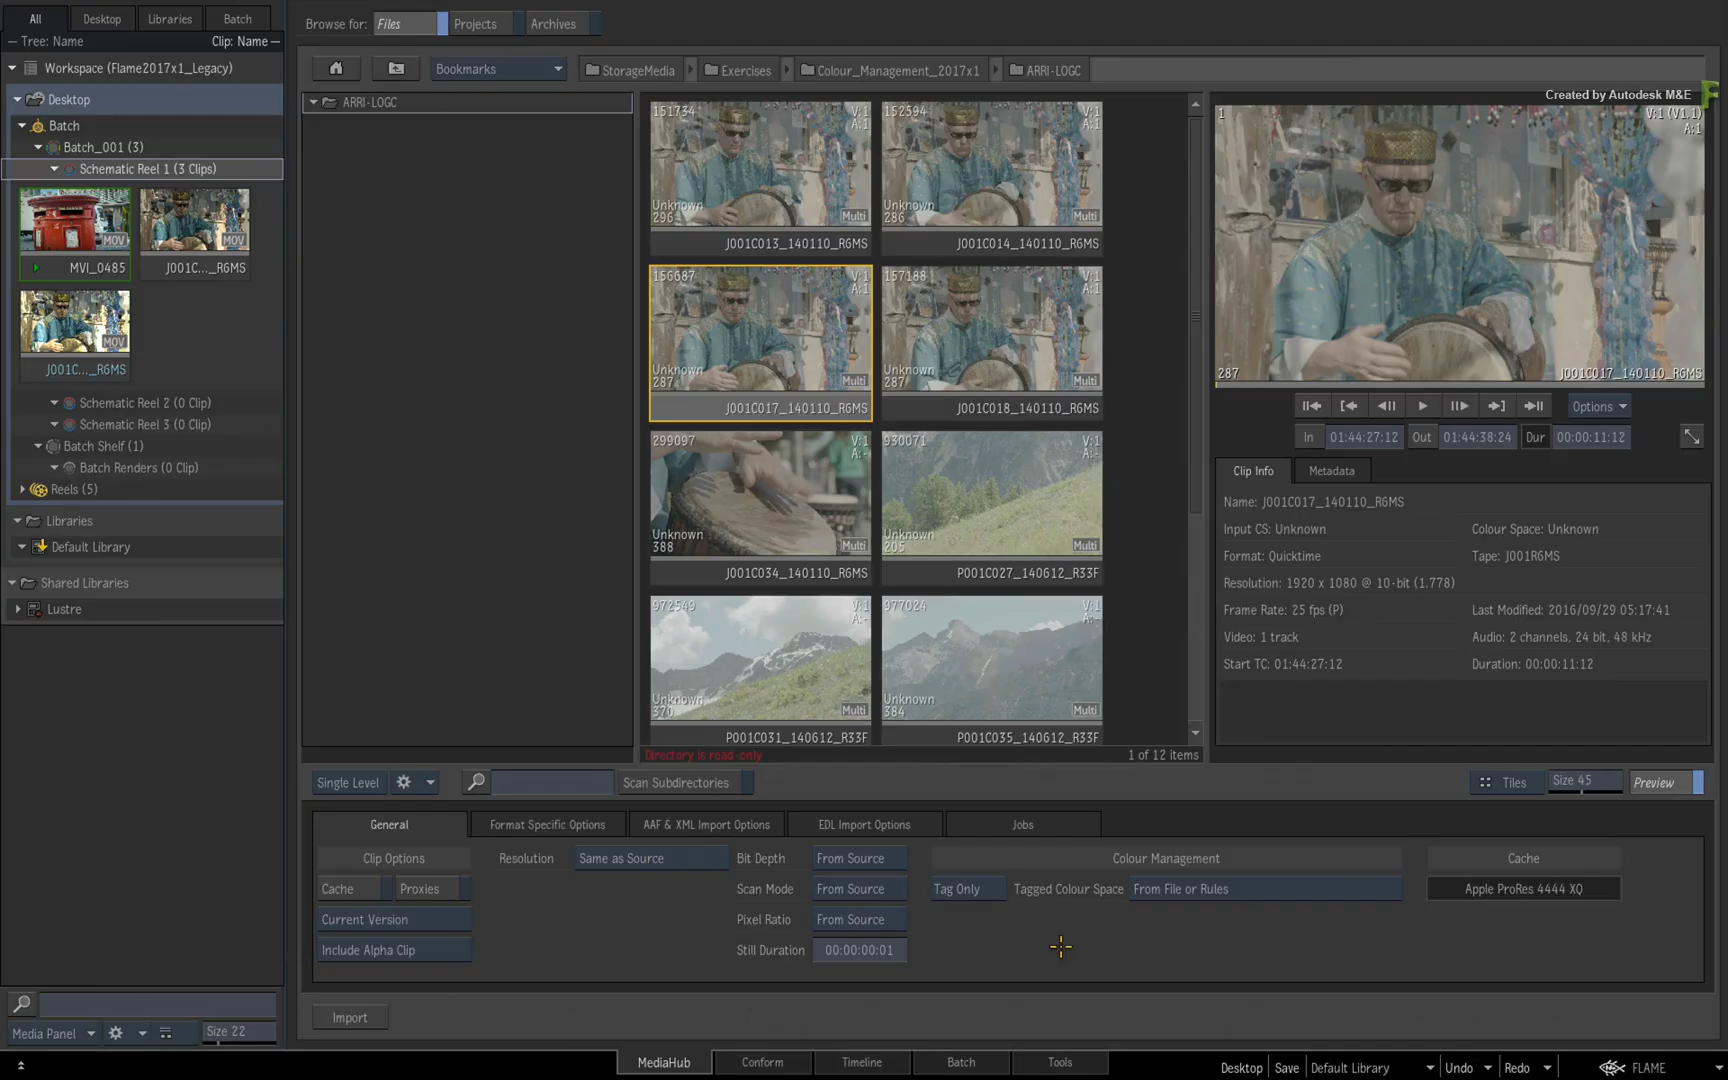 All Desktop Libraries Batch
Tree: Name Clip: Name
Workspace (Flame2017x1_Legacy)
Desktop
Batch
Batch_001 (3)
Schematic Reel 1 (3 Clips)
MOV MOV
MVI_0485 J001C..._R6MS
MOV
J001C..._R6MS
Schematic Reel 2 (0 Clip)
Schematic Reel 3 (0 Clip)
Batch Shelf (1)
Batch Renders (0 Clip)
Reels (5)
Libraries
Default Library
Shared Libraries
Lustre
Media Panel Size 22
Browse for: Files Projects Archives
Bookmarks StorageMedia Exercises Colour_Management_2017x1 ARRI-LOGC
ARRI-LOGC
151734 V:1 A:1 Unknown 296 Multi
J001C013_140110_R6MS
152594 V:1 A:1 Unknown 286 Multi
J001C014_140110_R6MS
156687 V:1 A:1 Unknown 287 Multi
J001C017_140110_R6MS
157188 V:1 A:1 Unknown 287 Multi
J001C018_140110_R6MS
299097 V:1 A:1 Unknown 388 Multi
J001C034_140110_R6MS
930071 V:1 A:- Unknown 205 Multi
P001C027_140612_R33F
972549 V:1 A:- Unknown 370 Multi
P001C031_140612_R33F
977024 V:1 A:- Unknown 384 Multi
P001C035_140612_R33F
Directory is read-only 1 of 12 items
Created by Autodesk M&E
1 V:1 (V1.1)
A:1
287 J001C017_140110_R6MS
Options
In 01:44:27:12 Out 01:44:38:24 Dur 00:00:11:12
Clip Info Metadata
Name: J001C017_140110_R6MS
Input CS: Unknown Colour Space: Unknown
Format: Quicktime Tape: J001R6MS
Resolution: 1920 x 1080 @ 10-bit (1.778)
Frame Rate: 25 fps (P) Last Modified: 2016/09/29 05:17:41
Video: 1 track Audio: 2 channels, 24 bit, 48 kHz
Start TC: 01:44:27:12 Duration: 00:00:11:12
Single Level Scan Subdirectories Tiles Size 45 Preview
General Format Specific Options AAF & XML Import Options EDL Import Options Jobs
Clip Options Resolution Same as Source Bit Depth From Source Colour Management Cache
Cache Proxies Scan Mode From Source Tag Only Tagged Colour Space From File or Rules Apple ProRes 4444 XQ
Current Version Pixel Ratio From Source
Include Alpha Clip Still Duration 00:00:00:01
Import
MediaHub Conform Timeline Batch Tools Desktop Save Default Library Undo Redo FLAME